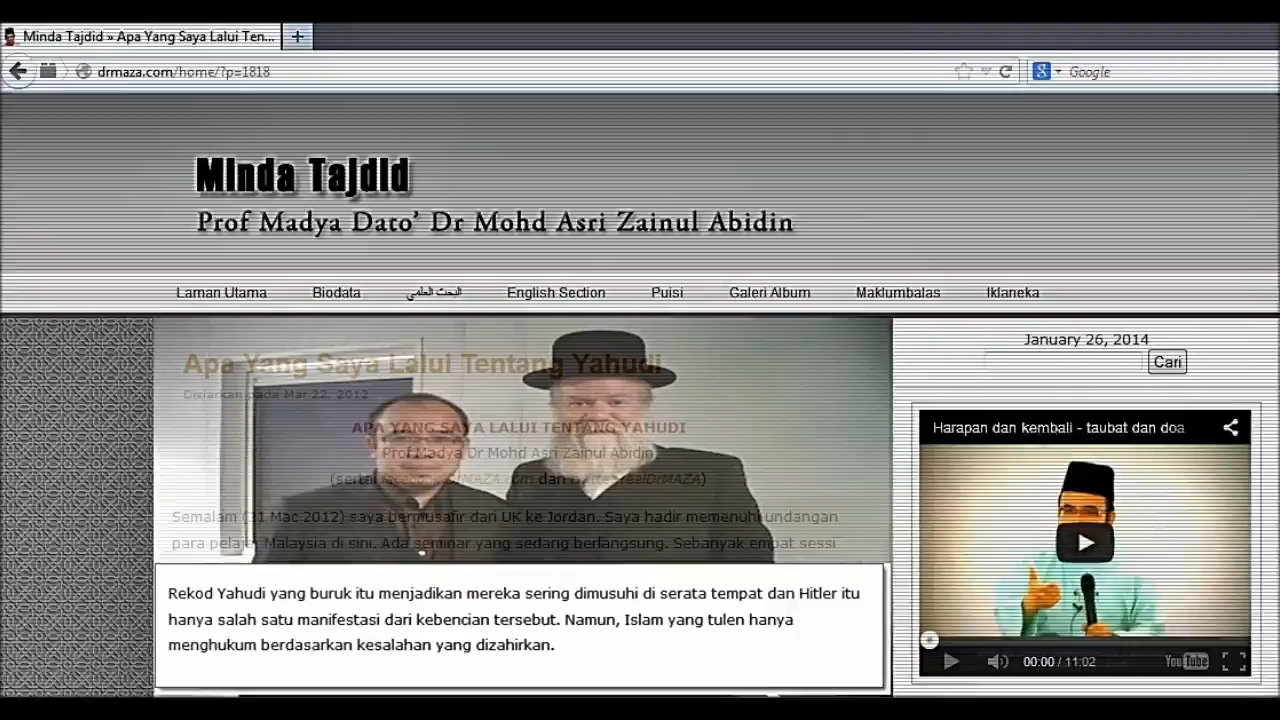 Minda Tajdid » Apa Yang Saya Lalui Ten...
drmaza.com/home/?p=1818
Google
Minda Tajdid
Prof Madya Dato' Dr Mohd Asri Zainul Abidin
Laman Utama Biodata البحث العلمي English Section Puisi Galeri Album Maklumbalas Iklaneka
Apa Yang Saya Lalui Tentang Yahudi
Disiarkan pada Mar 22, 2012
APA YANG SAYA LALUI TENTANG YAHUDI
Prof Madya Dr Mohd Asri Zainul Abidin
(sertai dan
Semalam (21 Mac 2012) saya bermusafir dari UK ke Jordan. Saya hadir memenuhi undangan
para pelajar Malaysia di sini. Ada seminar yang sedang berlangsung. Sebanyak empat sesi
Rekod Yahudi yang buruk itu menjadikan mereka sering dimusuhi di serata tempat dan Hitler itu
hanya salah satu manifestasi dari kebencian tersebut. Namun, Islam yang tulen hanya
menghukum berdasarkan kesalahan yang dizahirkan.
January 26, 2014
Cari
Harapan dan kembali - taubat dan doa
00:00 / 11:02
YouTube